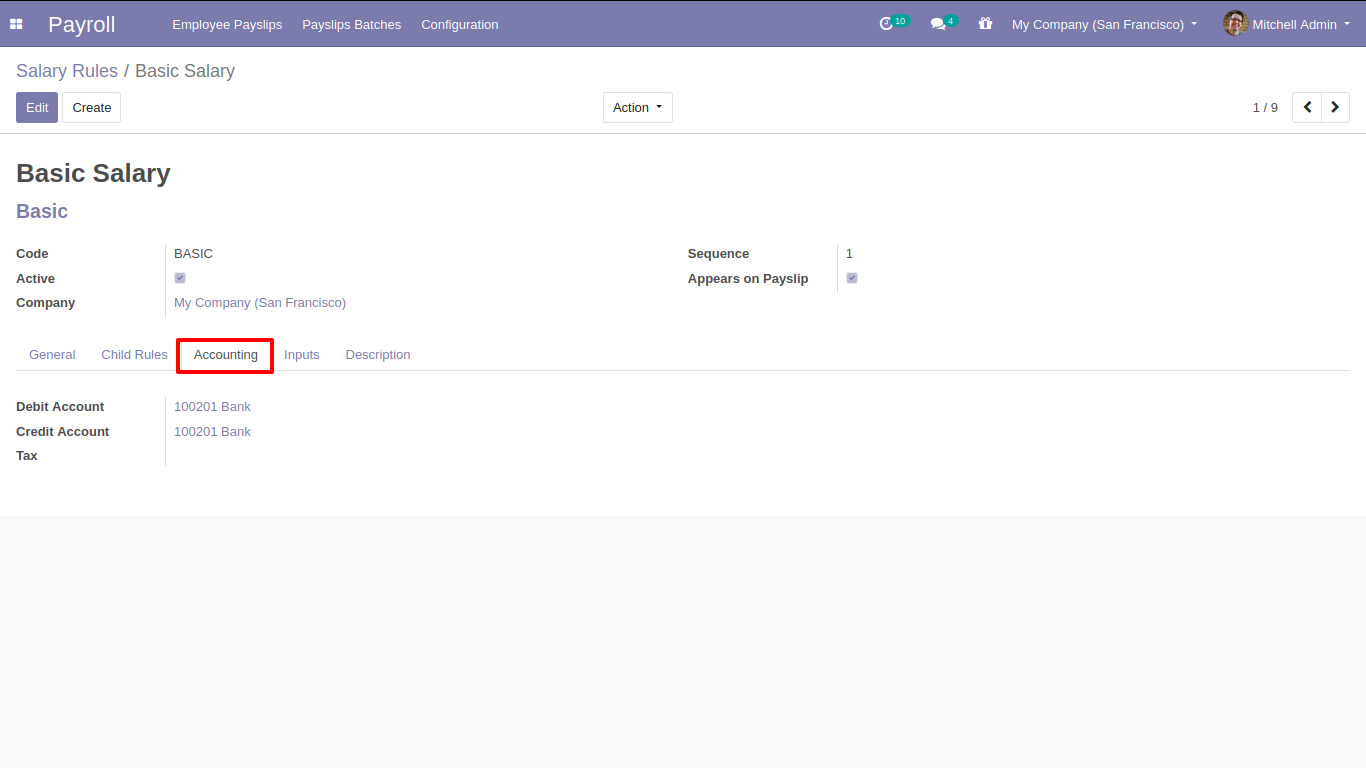 Payroll Employee Payslips Payslips Batches Configuration 10 4 My Company (San Francisco) Mitchell Admin
Salary Rules / Basic Salary
Edit Create Action 1 / 9
Basic Salary
Basic
Code BASIC Sequence 1
Active Appears on Payslip
Company My Company (San Francisco)
General Child Rules Accounting Inputs Description
Debit Account 100201 Bank
Credit Account 100201 Bank
Tax